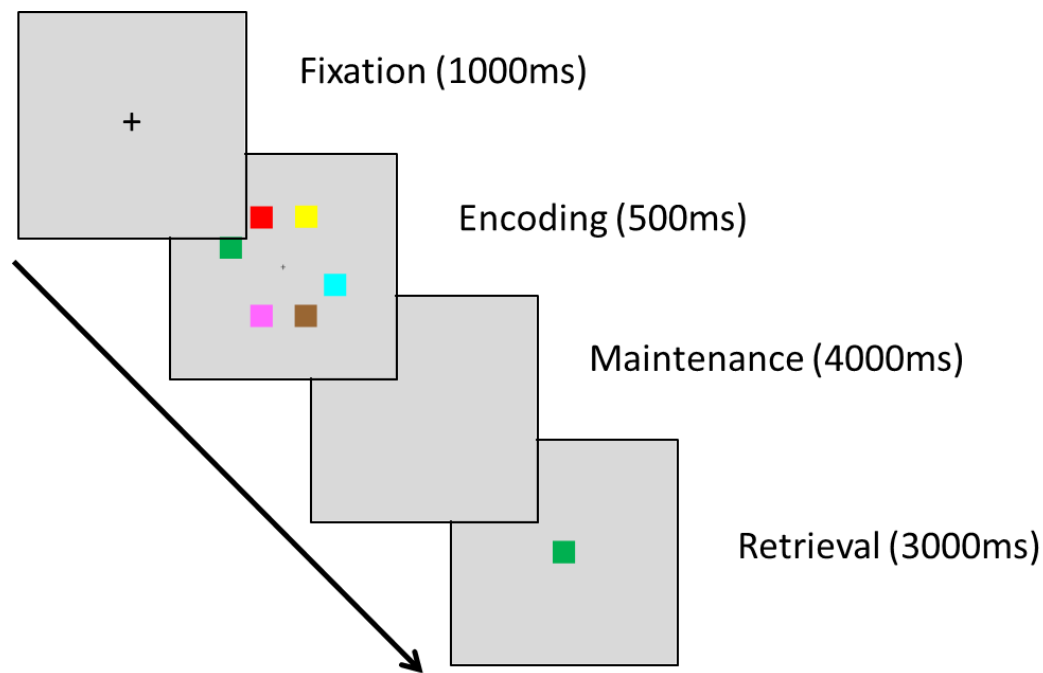 Fixation (1000ms)
Encoding (500ms)
Maintenance (4000ms)
Retrieval (3000ms)